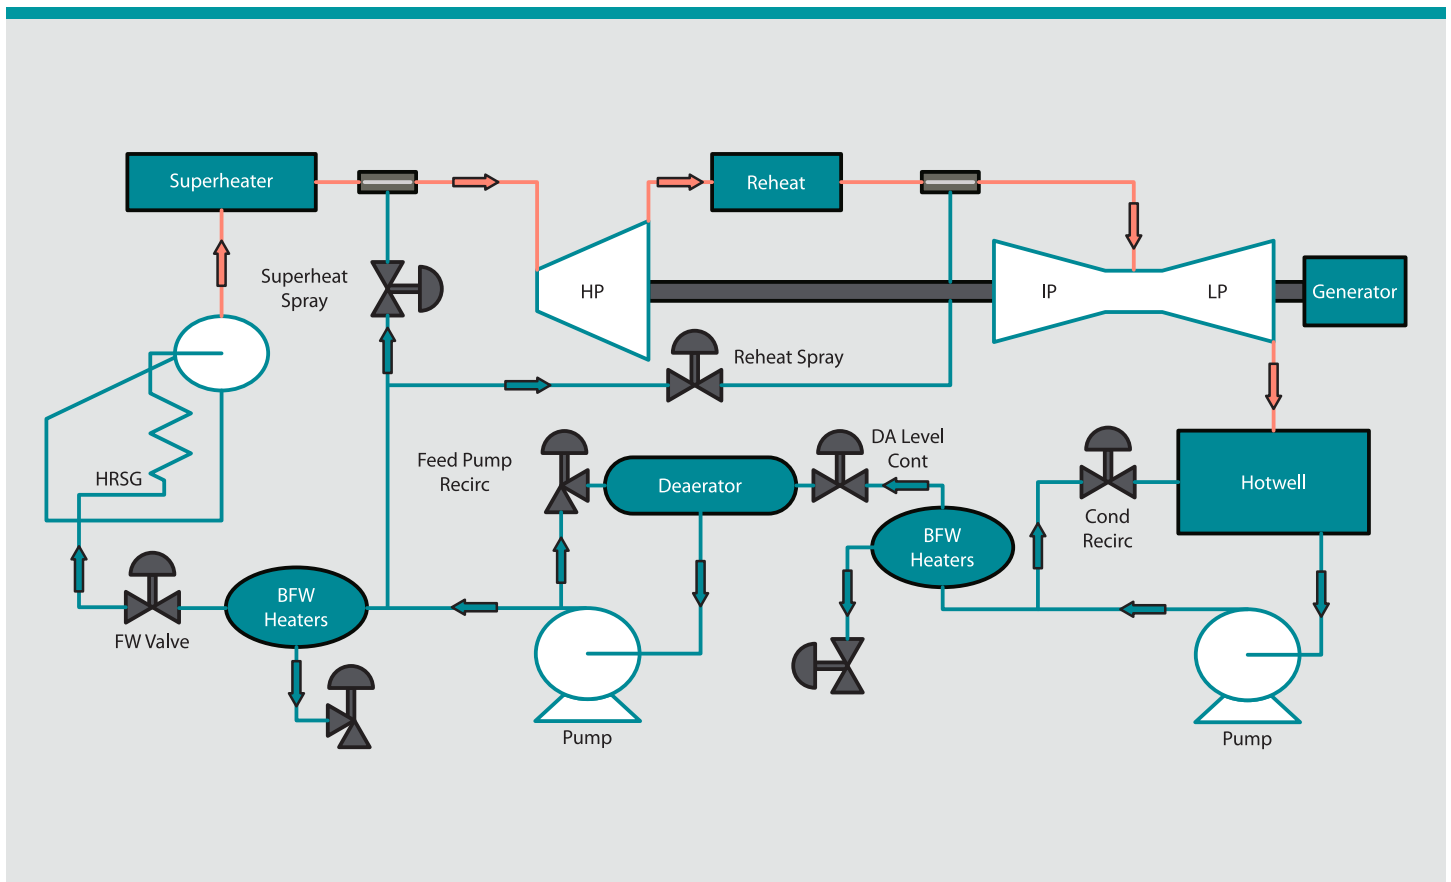 Superheater
Reheat
Superheat
Spray
HP
IP
LP
Generator
Reheat Spray
Feed Pump
Recirc
DA Level
Cont
HRSG
Deaerator
Hotwell
Cond
Recirc
BFW
Heaters
BFW
Heaters
FW Valve
Pump
Pump